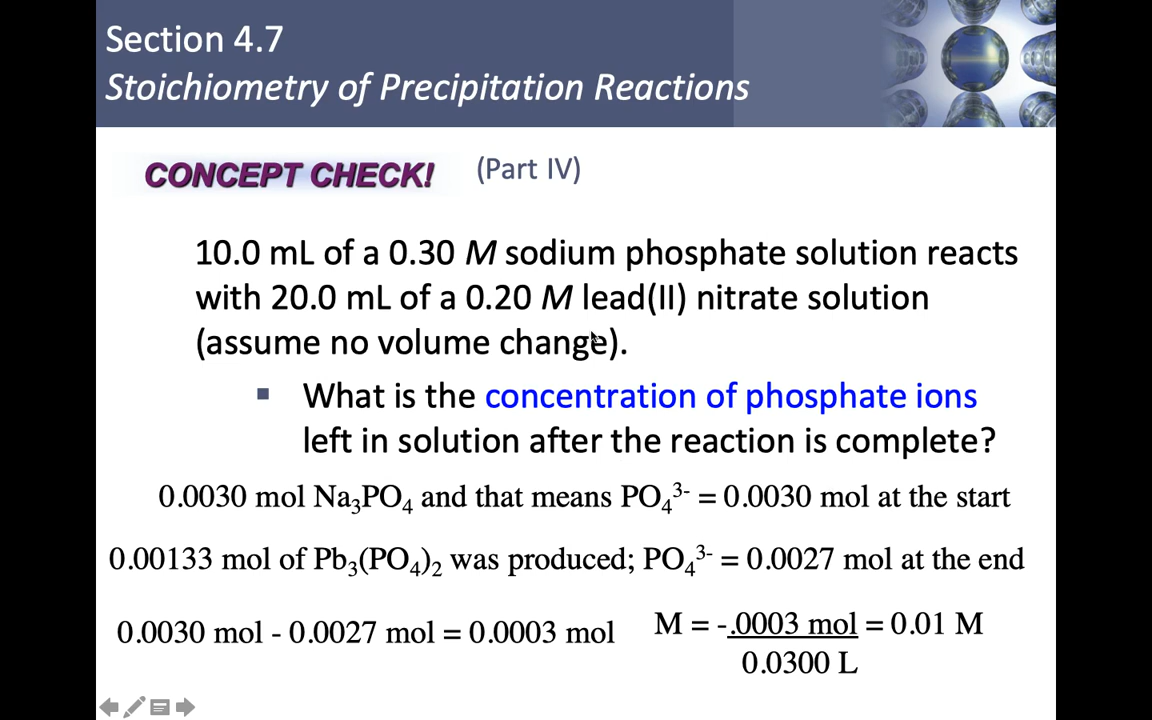 Section 4.7
Stoichiometry of Precipitation Reactions
CONCEPT CHECK! (Part IV)
10.0 mL of a 0.30 M sodium phosphate solution reacts
with 20.0 mL of a 0.20 M lead(II) nitrate solution
(assume no volume change).
▪ What is the concentration of phosphate ions
left in solution after the reaction is complete?
0.0030 mol Na₃PO₄ and that means PO₄³⁻ = 0.0030 mol at the start
0.00133 mol of Pb₃(PO₄)₂ was produced; PO₄³⁻ = 0.0027 mol at the end
0.0030 mol - 0.0027 mol = 0.0003 mol
M = -.0003 mol = 0.01 M
0.0300 L